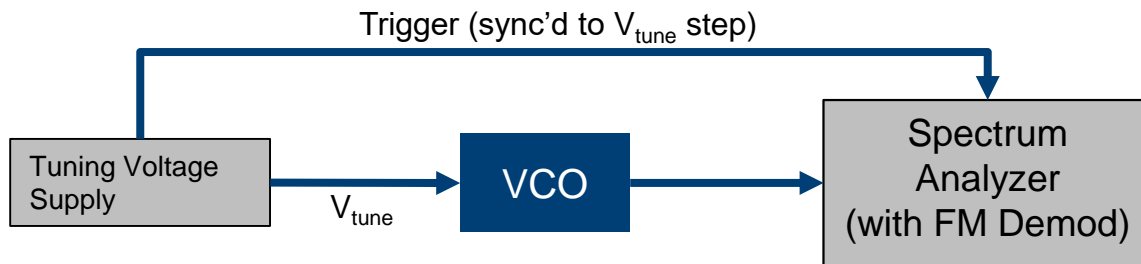 Trigger (sync'd to Vtune step)
Tuning Voltage
Supply
Vtune
VCO
Spectrum
Analyzer
(with FM Demod)